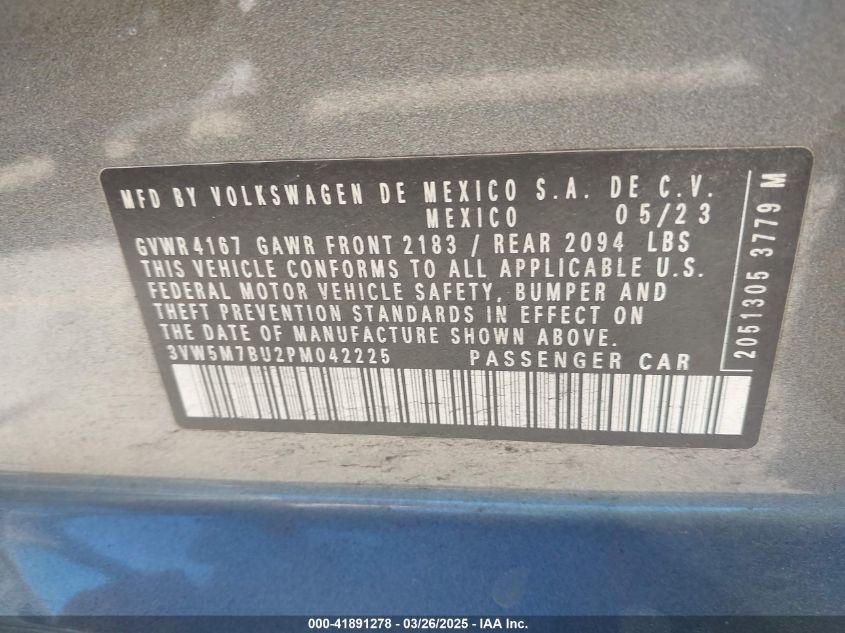 MFD BY VOLKSWAGEN DE MEXICO S.A. DE C.V.
MEXICO 05/23
GVWR 4167 GAWR FRONT 2183 / REAR 2094 LBS
THIS VEHICLE CONFORMS TO ALL APPLICABLE U.S.
FEDERAL MOTOR VEHICLE SAFETY, BUMPER AND
THEFT PREVENTION STANDARDS IN EFFECT ON
THE DATE OF MANUFACTURE SHOWN ABOVE.
3VW5M7BU2PM042225 PASSENGER CAR
2051305 3779 M
000-41891278 - 03/26/2025 - IAA Inc.